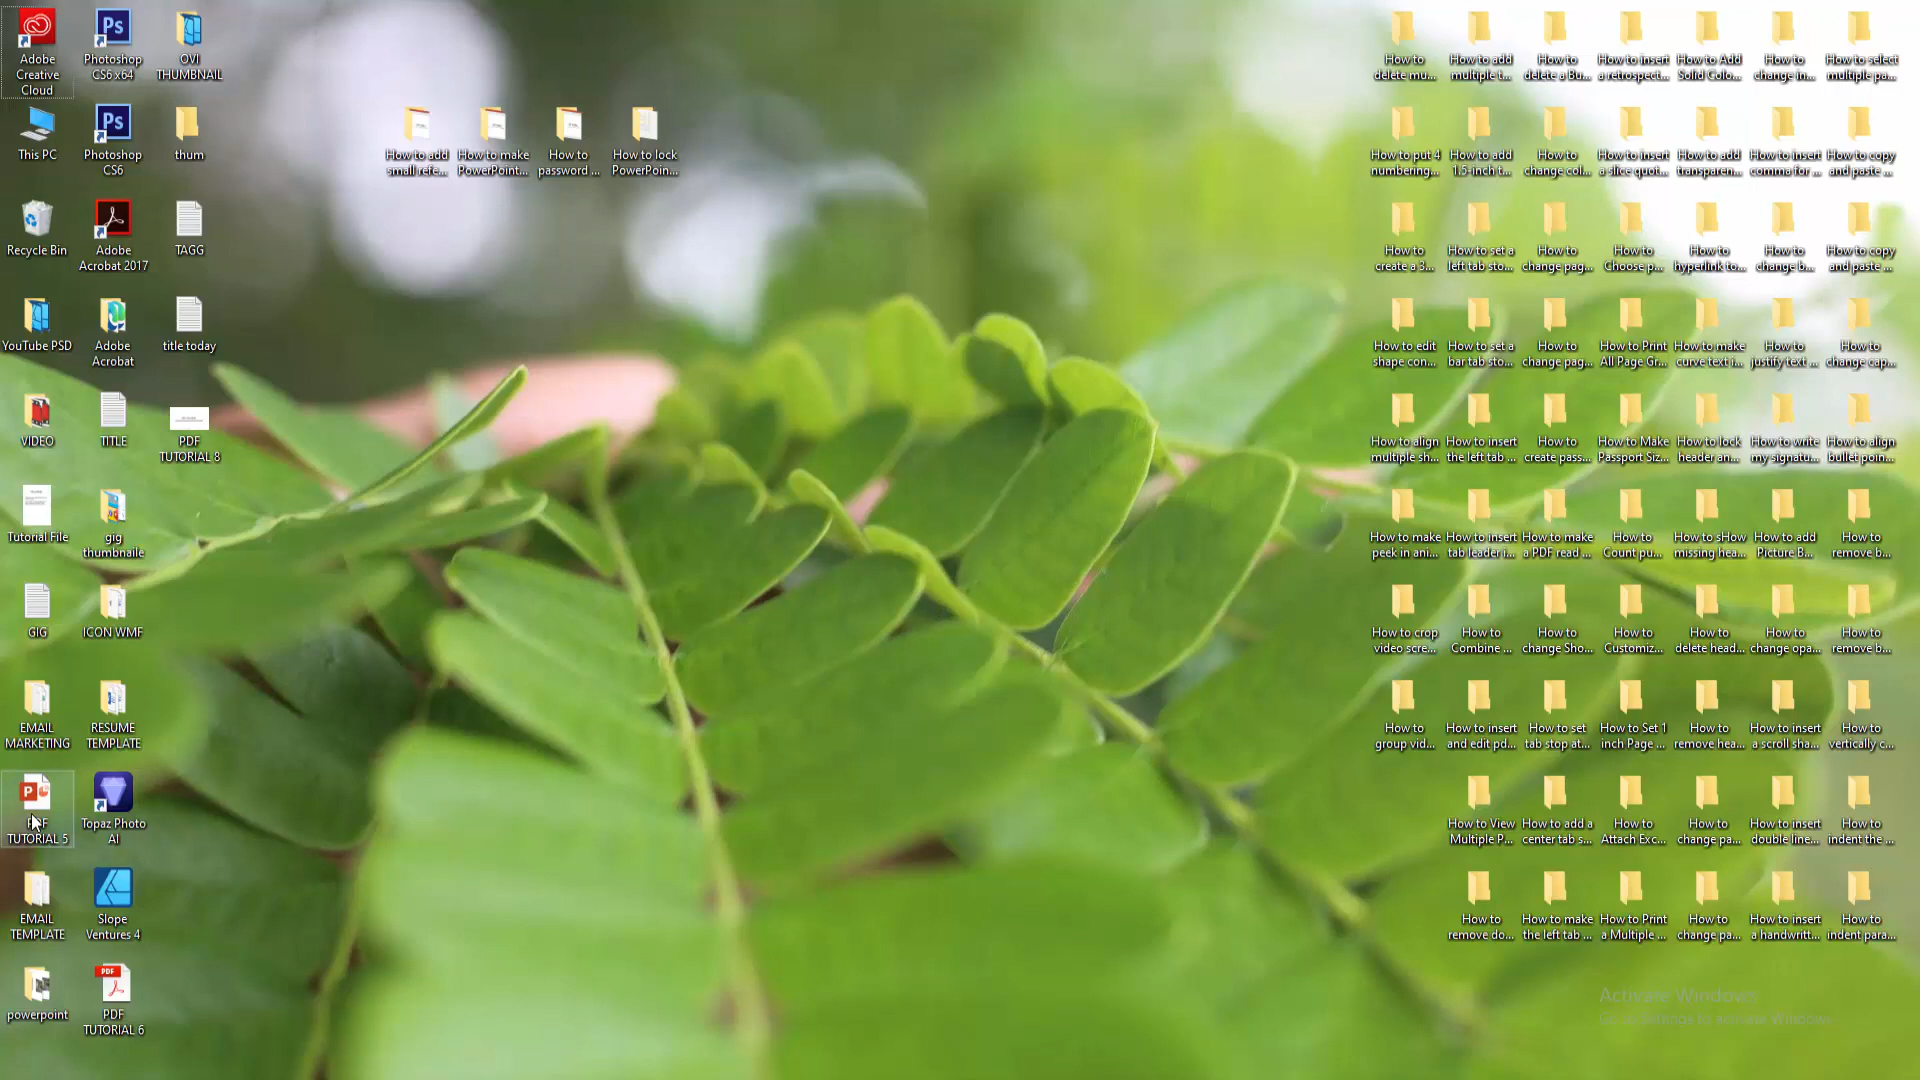 Adobe
Creative
Cloud
Photoshop
CS6 x64
OVI
THUMBNAIL
This PC
Photoshop
CS6
thum
Recycle Bin
Adobe
Acrobat 2017
TAGG
YouTube PSD
Adobe
Acrobat
title today
VIDEO
TITLE
PDF
TUTORIAL 8
Tutorial File
gig
thumbnaile
GIG
ICON WMF
EMAIL
MARKETING
RESUME
TEMPLATE
PDF
TUTORIAL 5
Topaz Photo
AI
EMAIL
TEMPLATE
Slope
Ventures 4
powerpoint
PDF
TUTORIAL 6
How to add
small refe...
How to make
PowerPoint...
How to
password ...
How to lock
PowerPoin...
How to
delete mu...
How to add
multiple t...
How to
delete a Bu...
How to insert
a retrospect...
How to Add
Solid Colo...
How to
change in...
How to select
multiple pa...
How to put 4
numbering...
How to add
1.5-inch t...
How to
change col...
How to insert
a slice quot...
How to add
transparen...
How to insert
comma for ...
How to copy
and paste ...
How to
create a 3...
How to set a
left tab sto...
How to
change pag...
How to
Choose p...
How to
hyperlink to...
How to
change b...
How to copy
and paste ...
How to edit
shape con...
How to set a
bar tab sto...
How to
change pag...
How to Print
All Page Gr...
How to make
curve text i...
How to
justify text ...
How to
change cap...
How to align
multiple sh...
How to insert
the left tab ...
How to
create pass...
How to Make
Passport Siz...
How to lock
header an...
How to write
my signatu...
How to align
bullet poin...
How to make
peek in ani...
How to insert
tab leader i...
How to make
a PDF read ...
How to
Count pu...
How to sHow
missing hea...
How to add
Picture B...
How to
remove b...
How to crop
video scre...
How to
Combine ...
How to
change Sho...
How to
Customiz...
How to
delete head...
How to
change opa...
How to
remove b...
How to
group vid...
How to insert
and edit pd...
How to set
tab stop at...
How to Set 1
inch Page ...
How to
remove hea...
How to insert
a scroll sha...
How to
vertically c...
How to View
Multiple P...
How to add a
center tab s...
How to
Attach Exc...
How to
change pa...
How to insert
double line...
How to
indent the ...
How to
remove do...
How to make
the left tab ...
How to Print
a Multiple ...
How to
change pa...
How to insert
a handwritt...
How to
indent para...
Activate Windows
Go to Settings to activate Windows.